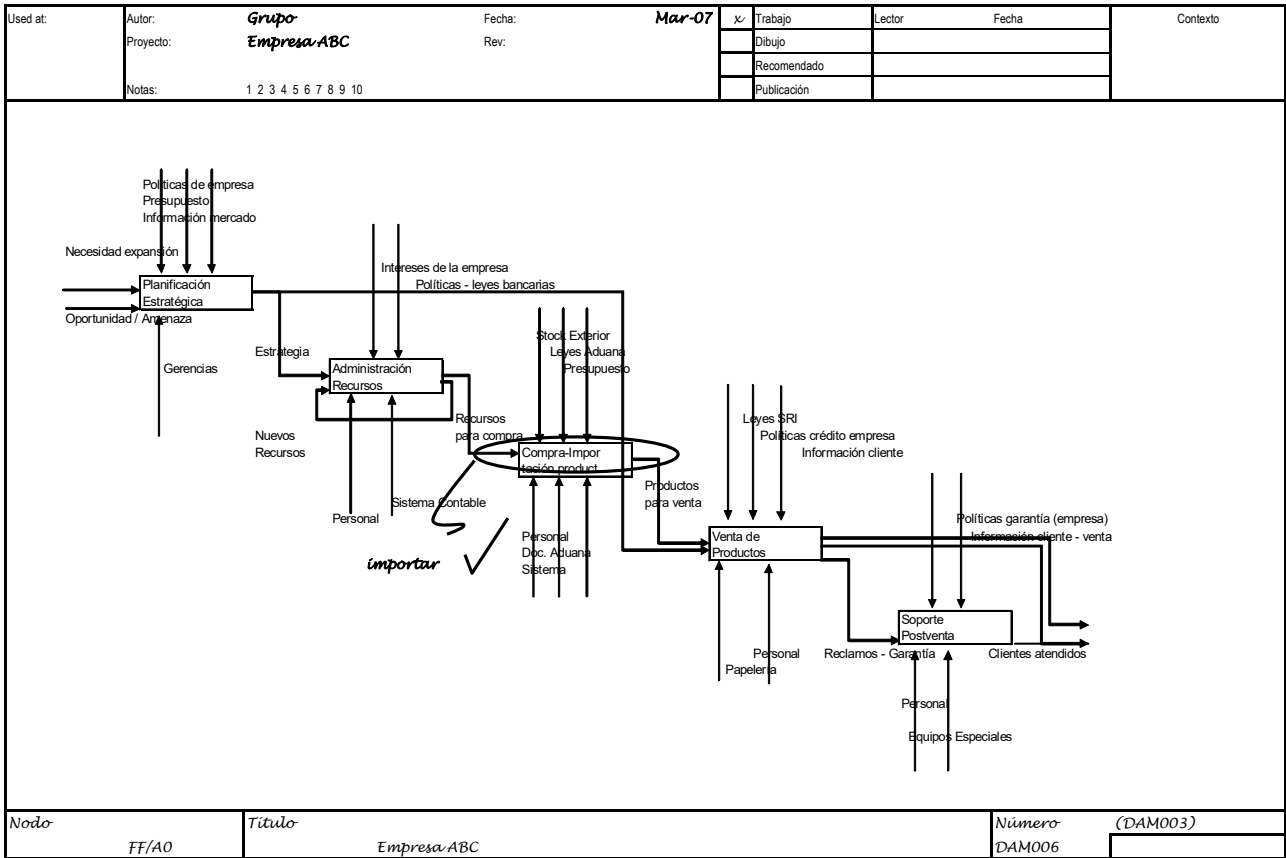 Used at:
Autor: Grupo Fecha: Mar-07
Proyecto: Empresa ABC Rev:
Notas: 1 2 3 4 5 6 7 8 9 10
x Trabajo
Dibujo
Recomendado
Publicación
Lector Fecha
Contexto
Políticas de empresa
Presupuesto
Información mercado
Necesidad expansión
Planificación
Estratégica
Oportunidad / Amenaza
Gerencias
Intereses de la empresa
Políticas - leyes bancarias
Estrategia
Administración
Recursos
Nuevos
Recursos
Personal
Sistema Contable
Recursos
para compra
Stock Exterior
Leyes Aduana
Presupuesto
Compra-Impor
tación product
importar
Personal
Doc. Aduana
Sistema
Productos
para venta
Leyes SRI
Políticas crédito empresa
Información cliente
Venta de
Productos
Personal
Papelería
Reclamos - Garantía
Políticas garantía (empresa)
Información cliente - venta
Soporte
Postventa
Clientes atendidos
Personal
Equipos Especiales
Nodo
FF/A0
Título
Empresa ABC
Número (DAM003)
DAM006